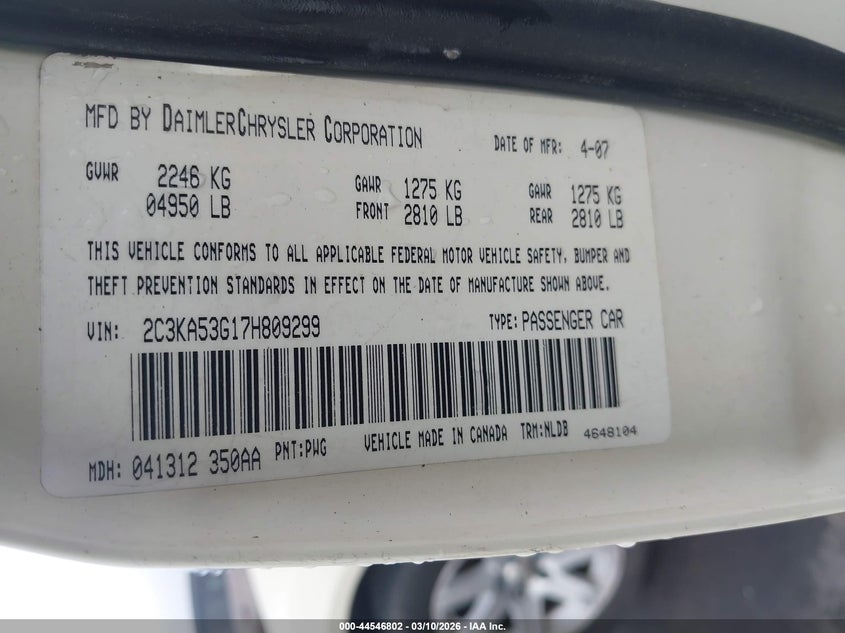 MFD BY DAIMLERCHRYSLER CORPORATION DATE OF MFR: 4-07
GVWR 2246 KG GAWR 1275 KG GAWR 1275 KG
04950 LB FRONT 2810 LB REAR 2810 LB
THIS VEHICLE CONFORMS TO ALL APPLICABLE FEDERAL MOTOR VEHICLE SAFETY, BUMPER AND
THEFT PREVENTION STANDARDS IN EFFECT ON THE DATE OF MANUFACTURE SHOWN ABOVE.
VIN: 2C3KA53G17H809299 TYPE: PASSENGER CAR
MDH: 041312 350AA PNT:PWG VEHICLE MADE IN CANADA TRM:NLDB 4648104
000-44546802 — 03/10/2026 — IAA Inc.